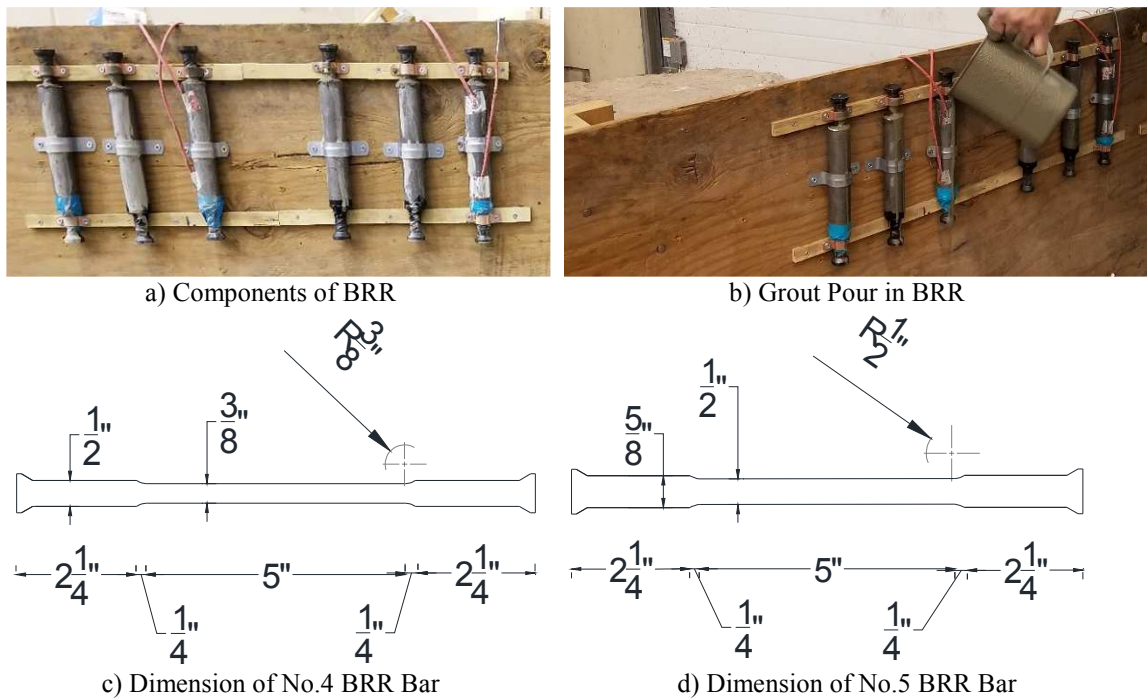 a) Components of BRR
b) Grout Pour in BRR
R3/8"
1/2"
3/8"
2 1/4"
5"
2 1/4"
1/4"
1/4"
c) Dimension of No.4 BRR Bar
R1/2"
5/8"
1/2"
2 1/4"
5"
2 1/4"
1/4"
1/4"
d) Dimension of No.5 BRR Bar